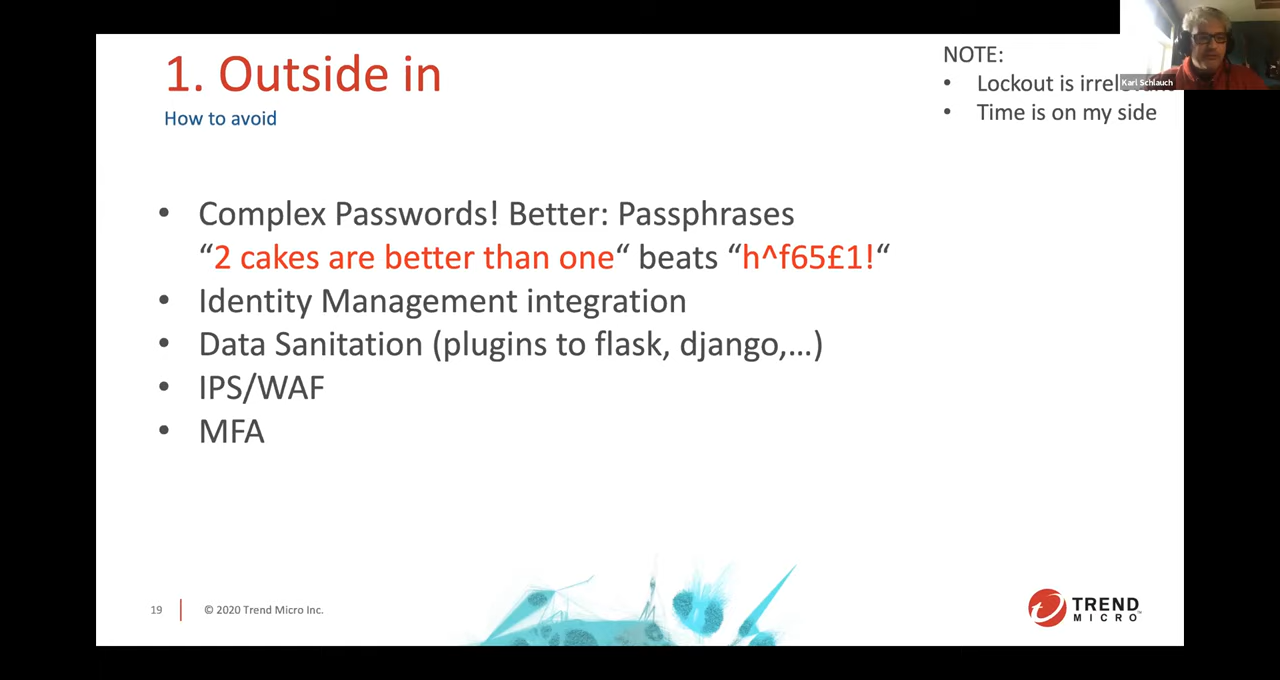 1. Outside in
How to avoid
NOTE:
• Lockout is
• Time is on my side
Karl Schlauch
• Complex Passwords! Better: Passphrases
“2 cakes are better than one“ beats “h^f65£1!“
• Identity Management integration
• Data Sanitation (plugins to flask, django,…)
• IPS/WAF
• MFA
19
© 2020 Trend Micro Inc.
TREND
MICRO™